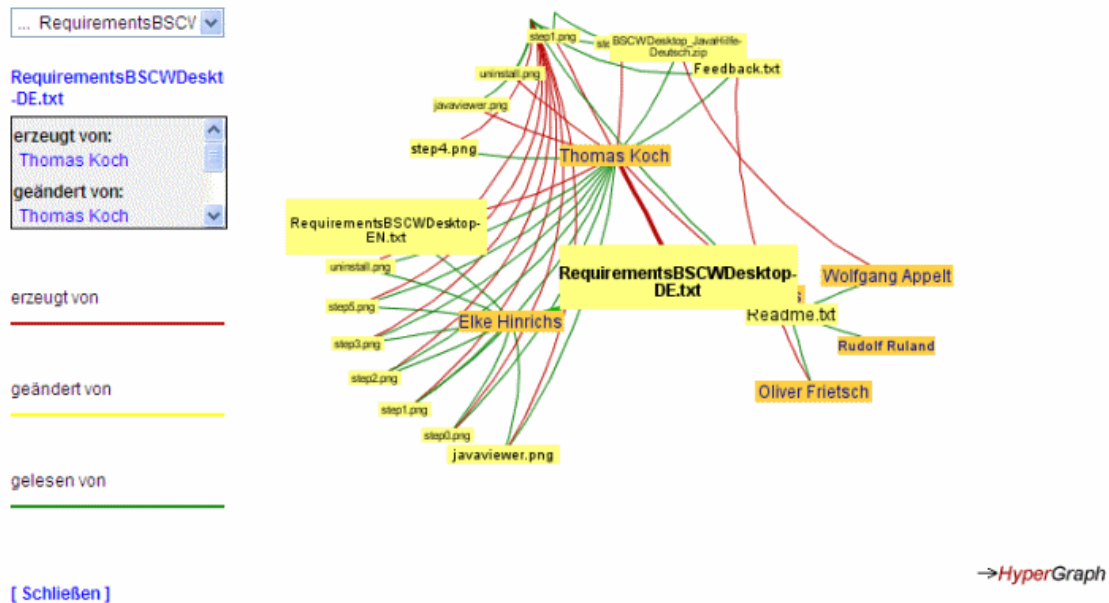 ... RequirementsBSCW
RequirementsBSCWDeskt
-DE.txt
erzeugt von:
Thomas Koch
geändert von:
Thomas Koch
erzeugt von
geändert von
gelesen von
[ Schließen ]
step1.png
BSCWDesktop_JavaHilfe-
Deutsch.zip
Feedback.txt
uninstall.png
javaviewer.png
step4.png
Thomas Koch
RequirementsBSCWDesktop-
EN.txt
uninstall.png
RequirementsBSCWDesktop-
DE.txt
Wolfgang Appelt
step5.png
Elke Hinrichs
Readme.txt
step3.png
Rudolf Ruland
step2.png
Oliver Frietsch
step1.png
step0.png
javaviewer.png
→HyperGraph